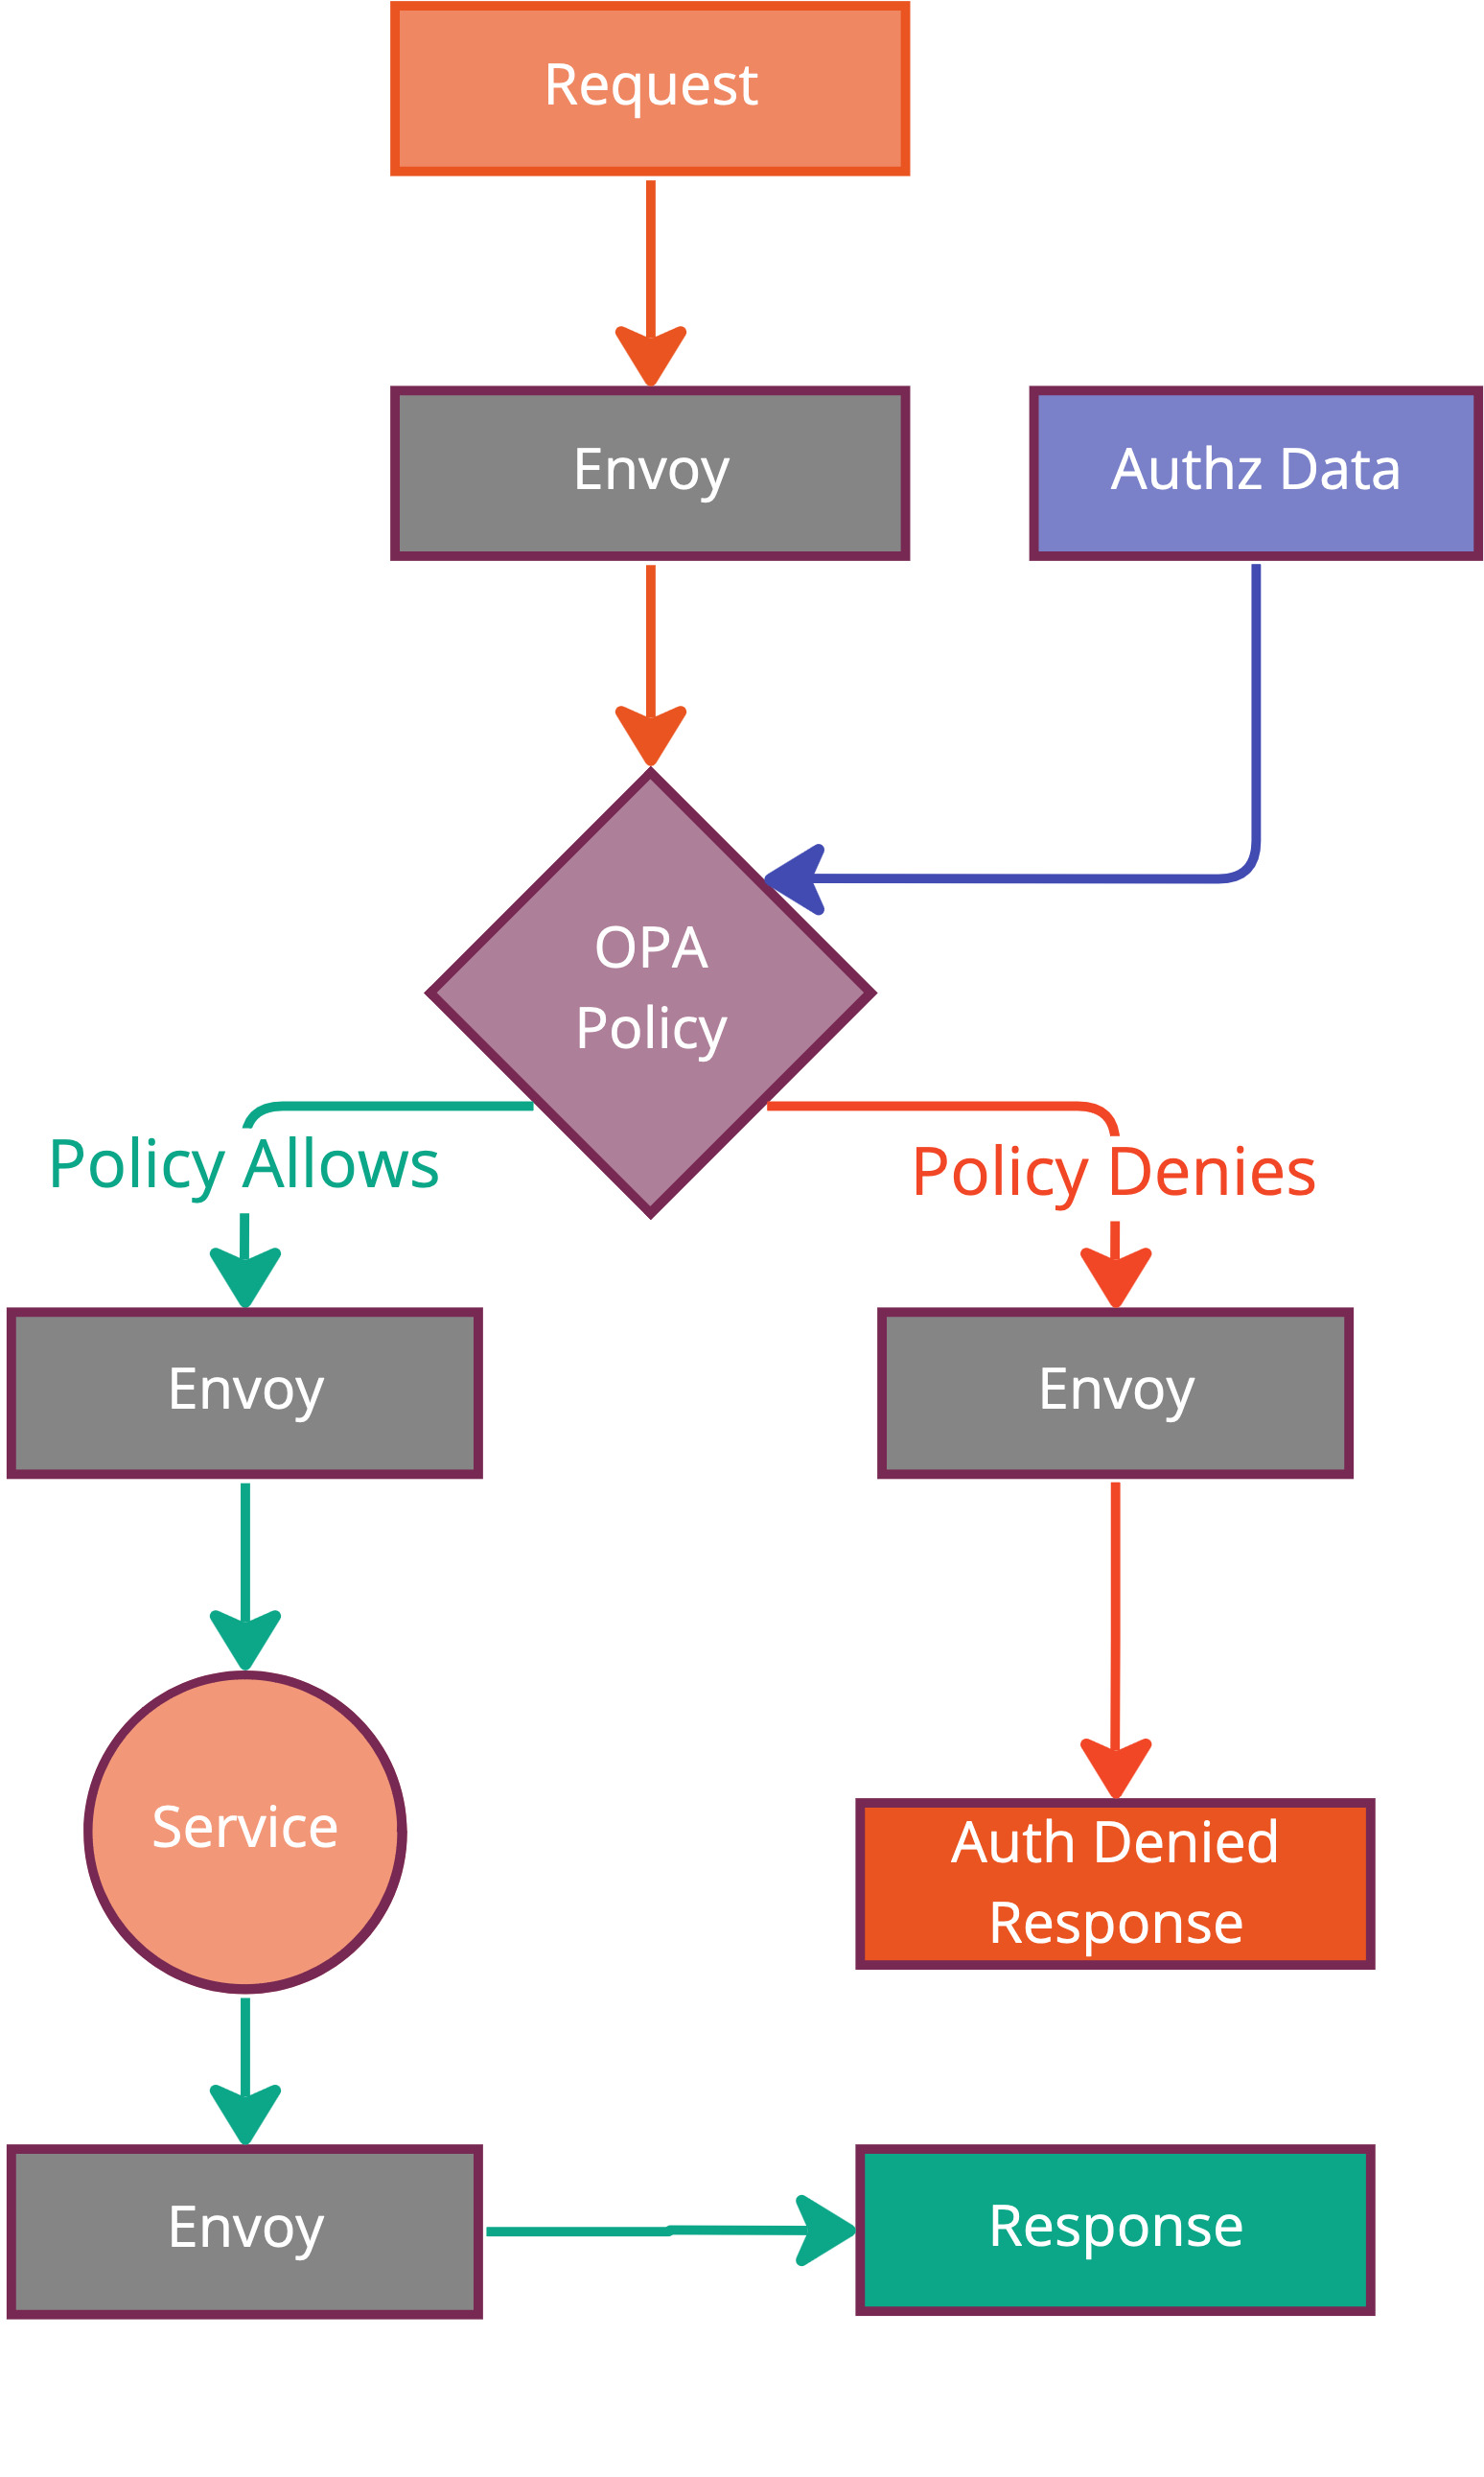 Request
Envoy
Authz Data
OPA
Policy
Policy Allows
Policy Denies
Envoy
Envoy
Service
Auth Denied
Response
Envoy
Response